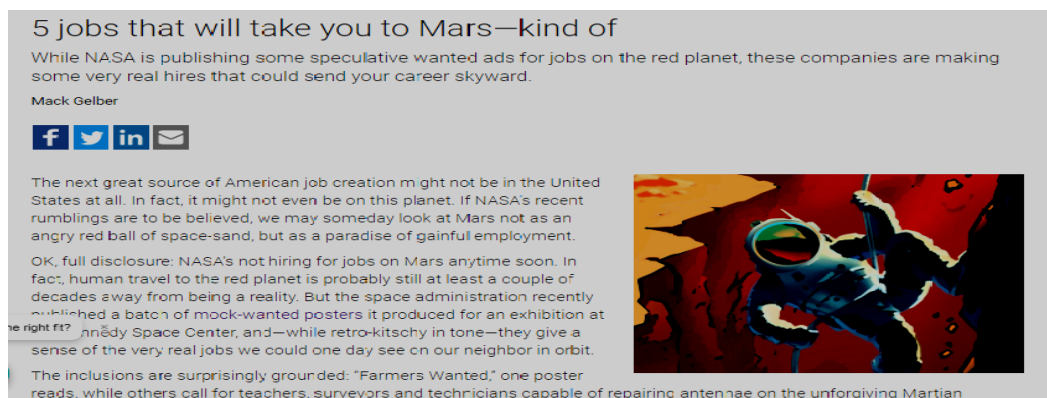 5 jobs that will take you to Mars—kind of
While NASA is publishing some speculative wanted ads for jobs on the red planet, these companies are making
some very real hires that could send your career skyward.
Mack Gelber
f in
The next great source of American job creation might not be in the United
States at all. In fact, it might not even be on this planet. If NASA's recent
rumblings are to be believed, we may someday look at Mars not as an
angry red ball of space-sand, but as a paradise of gainful employment.
OK, full disclosure: NASA's not hiring for jobs on Mars anytime soon. In
fact, human travel to the red planet is probably still at least a couple of
decades away from being a reality. But the space administration recently
published a batch of mock-wanted posters it produced for an exhibition at
he right fit? × nnedy Space Center, and—while retro-kitschy in tone—they give a
sense of the very real jobs we could one day see on our neighbor in orbit.
The inclusions are surprisingly grounded: “Farmers Wanted,” one poster
reads, while others call for teachers, surveyors and technicians capable of repairing antennae on the unforgiving Martian